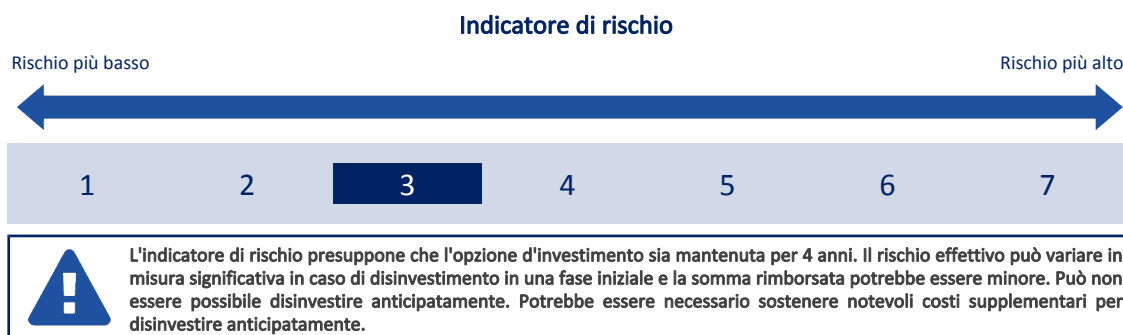 Indicatore di rischio
Rischio più basso
Rischio più alto
1 2 3 4 5 6 7
L'indicatore di rischio presuppone che l'opzione d'investimento sia mantenuta per 4 anni. Il rischio effettivo può variare in
misura significativa in caso di disinvestimento in una fase iniziale e la somma rimborsata potrebbe essere minore. Può non
essere possibile disinvestire anticipatamente. Potrebbe essere necessario sostenere notevoli costi supplementari per
disinvestire anticipatamente.